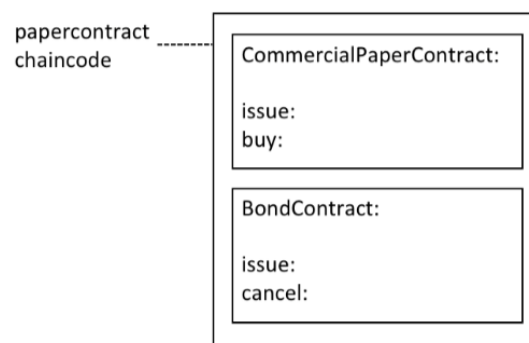 papercontract
chaincode
CommercialPaperContract:
issue:
buy:
BondContract:
issue:
cancel: